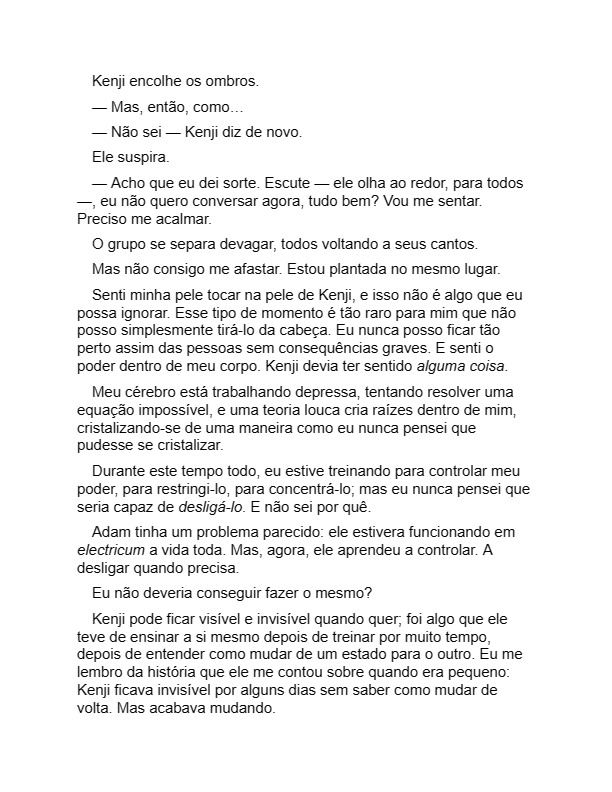 Kenji encolhe os ombros.
— Mas, então, como…
— Não sei — Kenji diz de novo.
Ele suspira.
— Acho que eu dei sorte. Escute — ele olha ao redor, para todos
—, eu não quero conversar agora, tudo bem? Vou me sentar.
Preciso me acalmar.
O grupo se separa devagar, todos voltando a seus cantos.
Mas não consigo me afastar. Estou plantada no mesmo lugar.
Senti minha pele tocar na pele de Kenji, e isso não é algo que eu
possa ignorar. Esse tipo de momento é tão raro para mim que não
posso simplesmente tirá-lo da cabeça. Eu nunca posso ficar tão
perto assim das pessoas sem consequências graves. E senti o
poder dentro de meu corpo. Kenji devia ter sentido alguma coisa.
Meu cérebro está trabalhando depressa, tentando resolver uma
equação impossível, e uma teoria louca cria raízes dentro de mim,
cristalizando-se de uma maneira como eu nunca pensei que
pudesse se cristalizar.
Durante este tempo todo, eu estive treinando para controlar meu
poder, para restringi-lo, para concentrá-lo; mas eu nunca pensei que
seria capaz de desligá-lo. E não sei por quê.
Adam tinha um problema parecido: ele estivera funcionando em
electricum a vida toda. Mas, agora, ele aprendeu a controlar. A
desligar quando precisa.
Eu não deveria conseguir fazer o mesmo?
Kenji pode ficar visível e invisível quando quer; foi algo que ele
teve de ensinar a si mesmo depois de treinar por muito tempo,
depois de entender como mudar de um estado para o outro. Eu me
lembro da história que ele me contou sobre quando era pequeno:
Kenji ficava invisível por alguns dias sem saber como mudar de
volta. Mas acabava mudando.